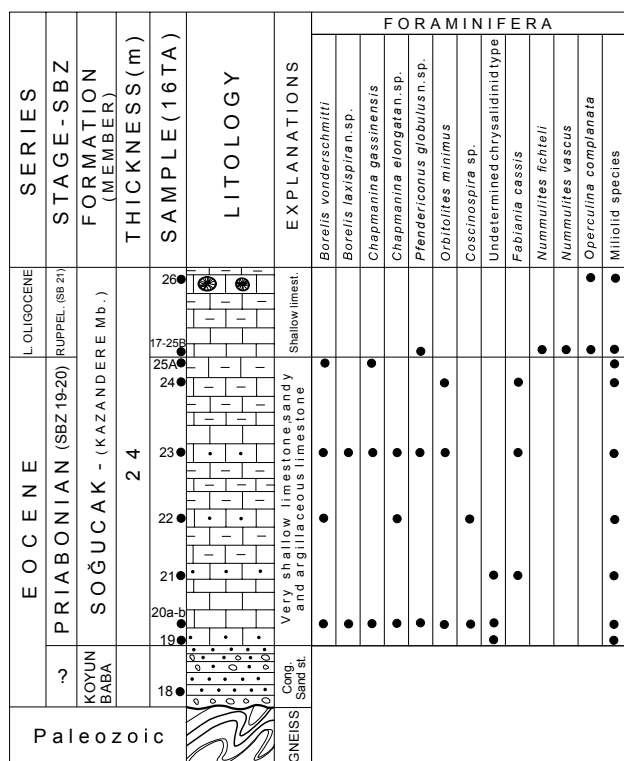 FORAMINIFERA
SERIES
STAGE-SBZ
FORMATION
(MEMBER)
THICKNESS(m)
SAMPLE(16TA)
LITOLOGY
EXPLANATIONS
Borelis vonderschmitti
Borelis laxispira n.sp.
Chapmanina gassinensis
Chapmanina elongata n. sp.
Pfendericonus globulus n. sp.
Orbitolites minimus
Coscinospira sp.
Undetermined chrysalidinid type
Fabiania cassis
Nummulites fichteli
Nummulites vascus
Operculina complanata
Miliolid species
L. OLIGOCENE
RUPPEL. (SB 21)
Shallow limest.
26
17-25B
EOCENE
PRIABONIAN (SBZ 19-20)
SOĞUCAK - (KAZANDERE Mb.)
24
25A
24
23
22
21
20a-b
19
Very shallow limestone, sandy
and argillaceous limestone
?
KOYUN
BABA
18
Cong.
Sand st.
Paleozoic
GNEISS